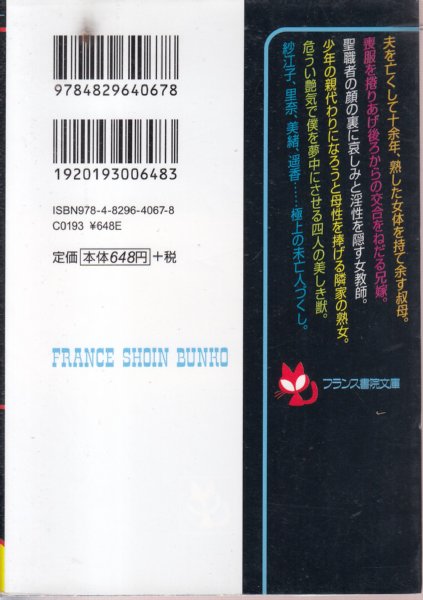 夫を亡くして十余年、熟した女体を持て余す叔母。
喪服を捲りあげ後ろからの交合をねだる兄嫁。
聖職者の顔の裏に哀しみと淫性を隠す女教師。
少年の親代わりになろうと母性を捧げる隣家の熟女。
危うい艶気で僕を夢中にさせる四人の美しき獣。
紗江子、里奈、美緒、遥香……極上の未亡人づくし。
フランス書院文庫
9784829640678
1920193006483
ISBN978-4-8296-4067-8
C0193 ¥648E
定価 本体648円 +税
FRANCE SHOIN BUNKO